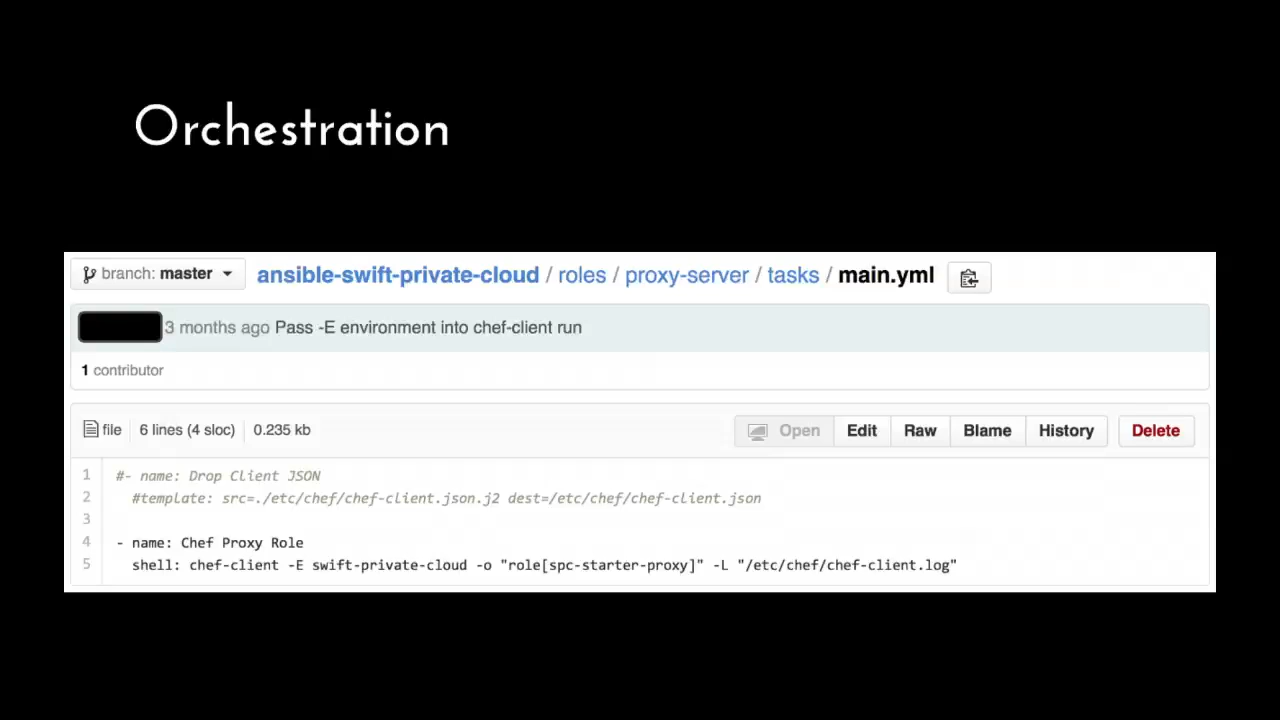 Orchestration
branch: master
ansible-swift-private-cloud / roles / proxy-server / tasks / main.yml
3 months ago Pass -E environment into chef-client run
1 contributor
file 6 lines (4 sloc) 0.235 kb Open Edit Raw Blame History Delete
1 #- name: Drop Client JSON
2 #template: src=./etc/chef/chef-client.json.j2 dest=/etc/chef/chef-client.json
3
4 - name: Chef Proxy Role
5 shell: chef-client -E swift-private-cloud -o "role[spc-starter-proxy]" -L "/etc/chef/chef-client.log"